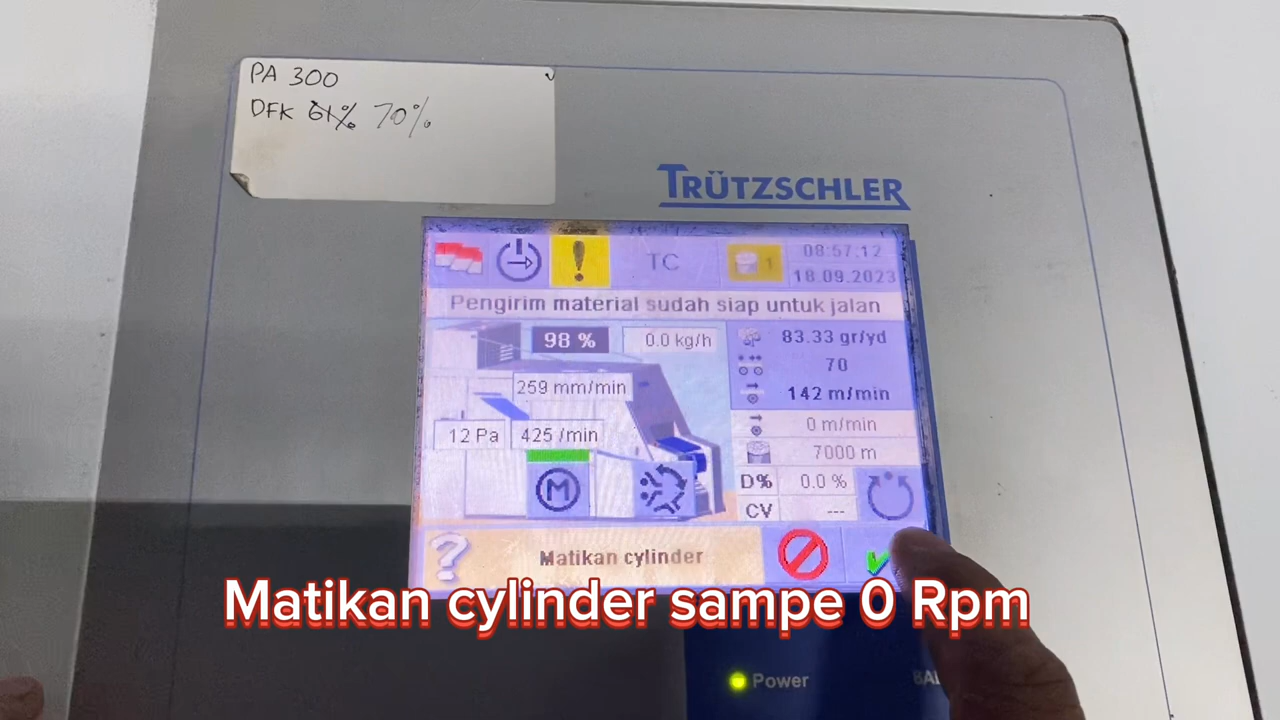 PA 300
DFK 61% 70%
TRÜTZSCHLER
TC
1
08:57:12
18.09.2023
Pengirim material sudah siap untuk jalan
98 %
0.0 kg/h
83.33 gr/yd
70
259 mm/min
142 m/min
12 Pa
425 /min
0 m/min
7000 m
M
D%
0.0 %
CV
---
?
Matikan cylinder
Matikan cylinder sampe 0 Rpm
Power